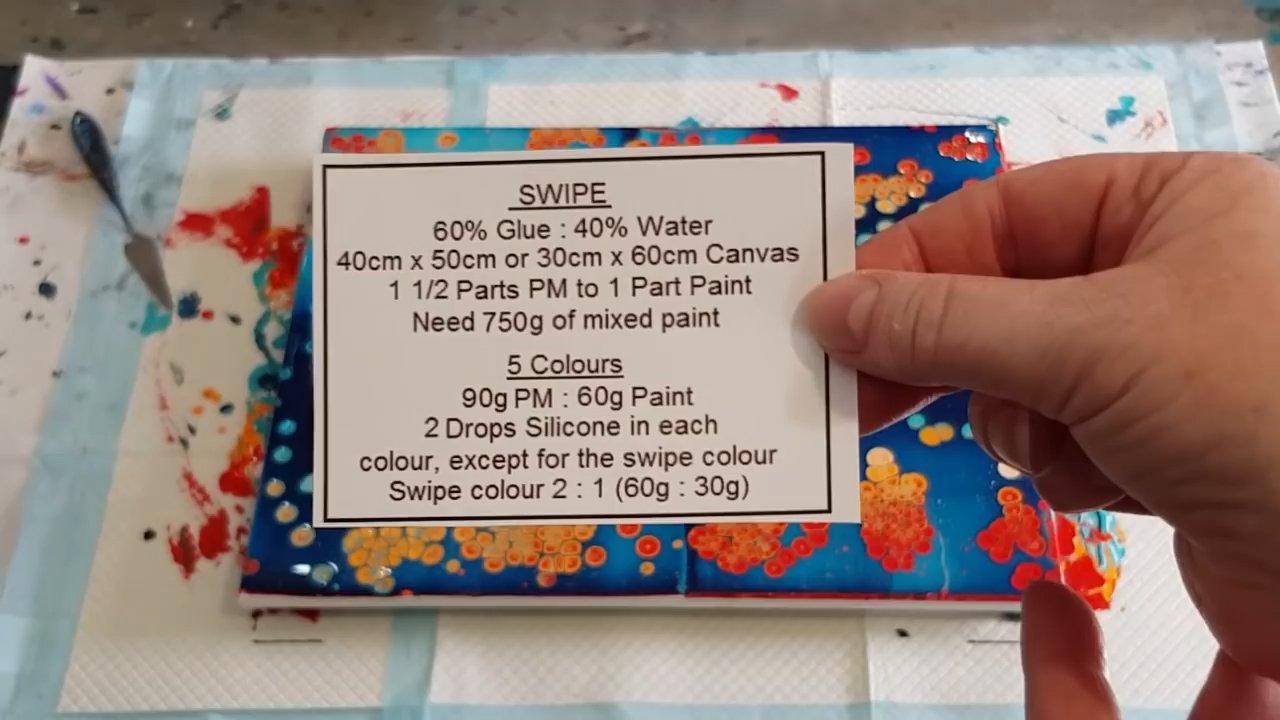 SWIPE
60% Glue : 40% Water
40cm x 50cm or 30cm x 60cm Canvas
1 1/2 Parts PM to 1 Part Paint
Need 750g of mixed paint
5 Colours
90g PM : 60g Paint
2 Drops Silicone in each
colour, except for the swipe colour
Swipe colour 2 : 1 (60g : 30g)